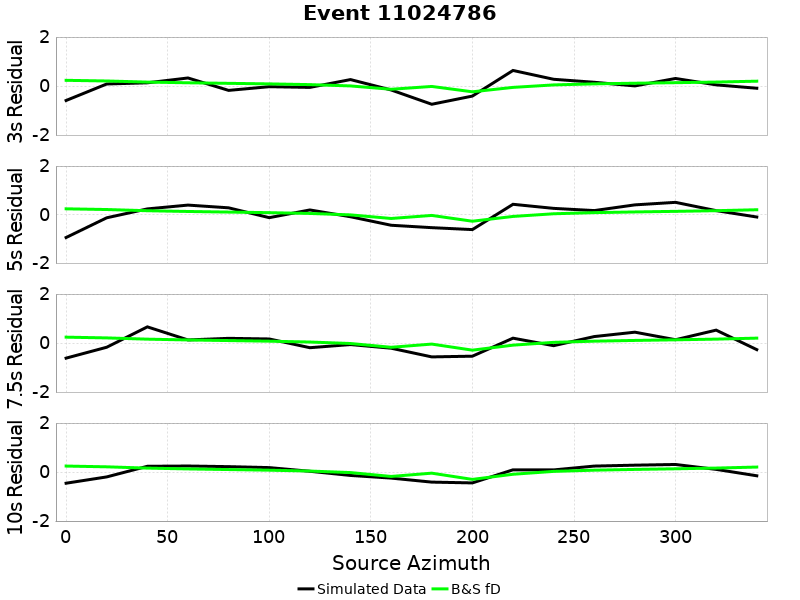 Event 11024786
3s Residual
2
0
-2
5s Residual
2
0
-2
7.5s Residual
2
0
-2
10s Residual
2
0
-2
0 50 100 150 200 250 300
Source Azimuth
Simulated Data B&S fD